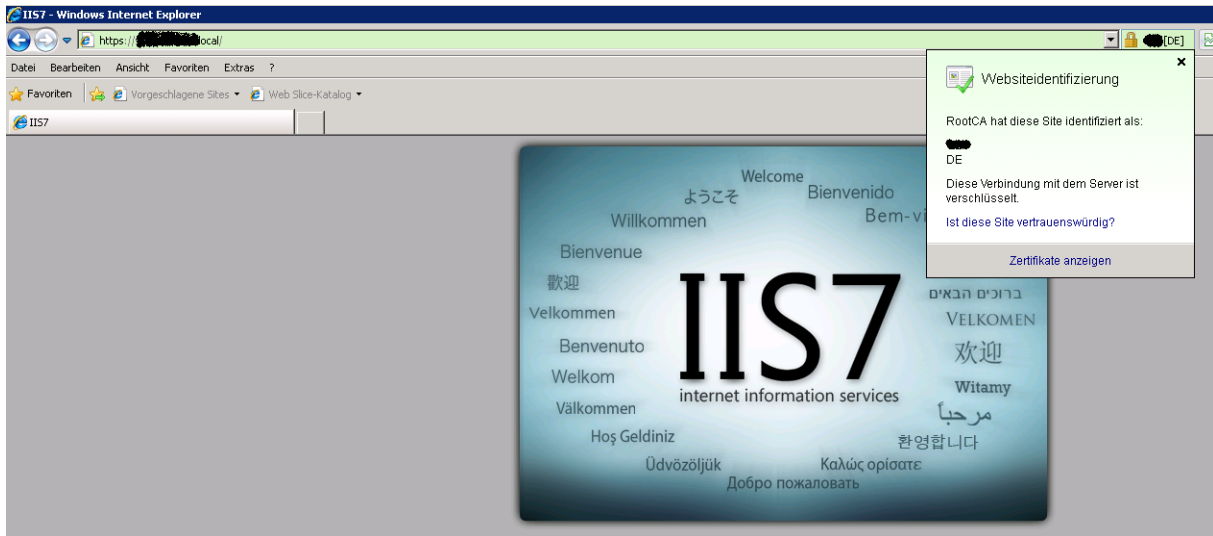 IIS7 - Windows Internet Explorer
https:// ocal/
[DE]
Datei Bearbeiten Ansicht Favoriten Extras ?
Favoriten Vorgeschlagene Sites Web Slice-Katalog
IIS7
Websiteidentifizierung
RootCA hat diese Site identifiziert als:
DE
Diese Verbindung mit dem Server ist
verschlüsselt.
Ist diese Site vertrauenswürdig?
Zertifikate anzeigen
Welcome
ようこそ
Bienvenido
Willkommen
Bem-vi
Bienvenue
歡迎
ברוכים הבאים
Velkommen
VELKOMEN
Benvenuto
欢迎
Welkom
Witamy
IIS7
internet information services
Välkommen
مرحباً
Hoş Geldiniz
환영합니다
Üdvözöljük
Καλώς ορίσατε
Добро пожаловать